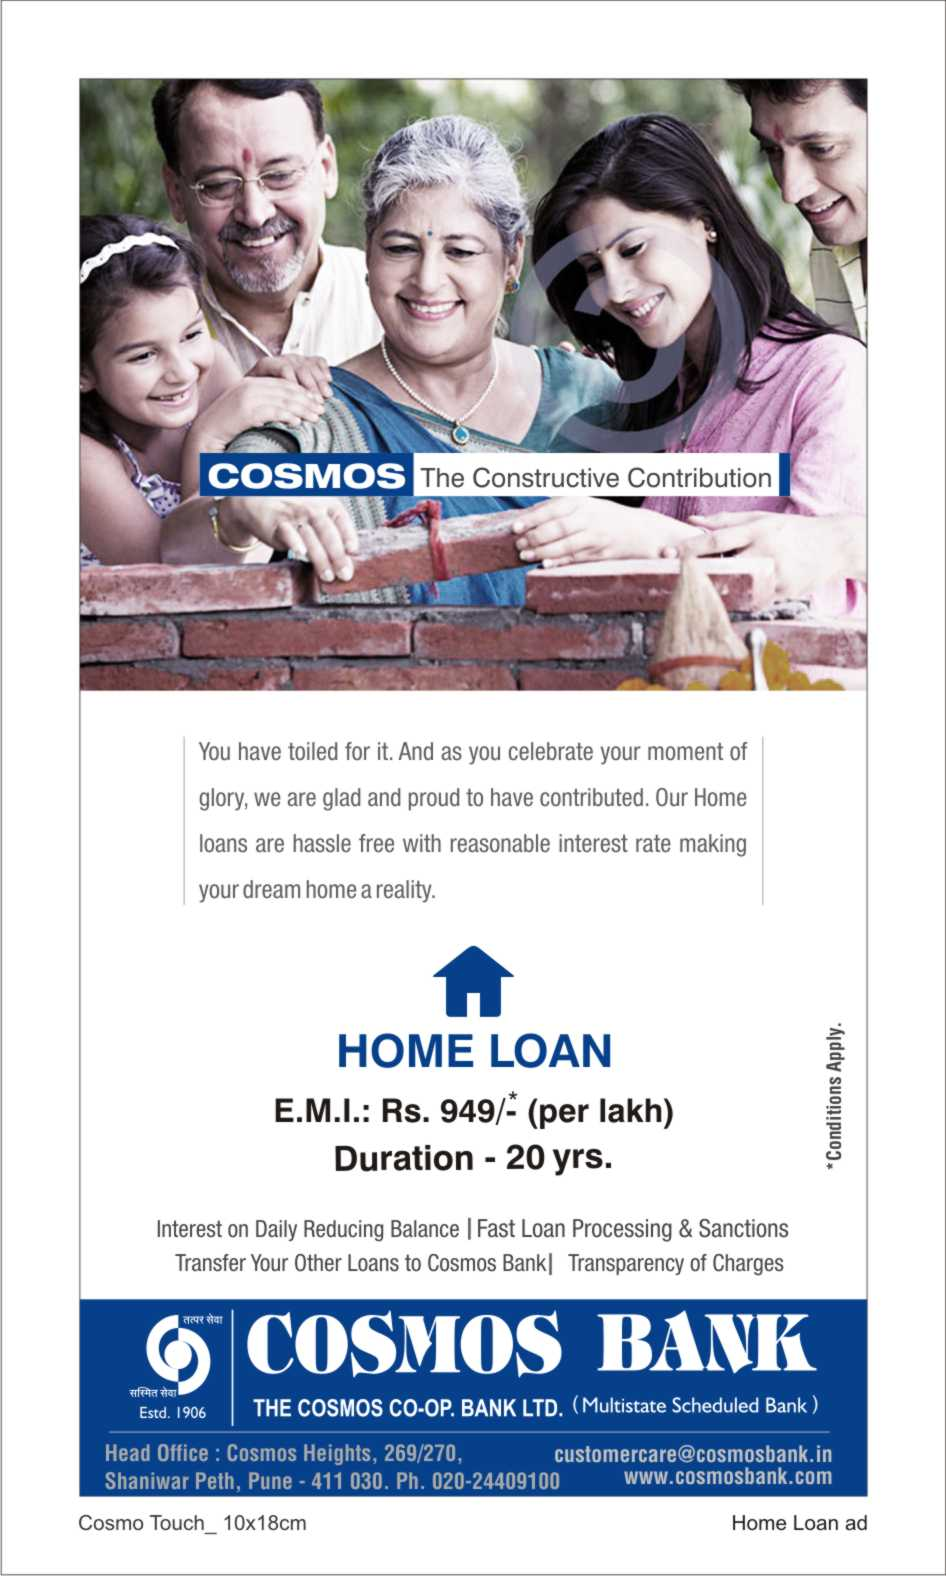 COSMOS The Constructive Contribution
You have toiled for it. And as you celebrate your moment of
glory, we are glad and proud to have contributed. Our Home
loans are hassle free with reasonable interest rate making
your dream home a reality.
HOME LOAN
E.M.I.: Rs. 949/-* (per lakh)
Duration - 20 yrs.
*Conditions Apply.
Interest on Daily Reducing Balance | Fast Loan Processing & Sanctions
Transfer Your Other Loans to Cosmos Bank| Transparency of Charges
तत्पर सेवा
सस्मित सेवा
Estd. 1906
COSMOS BANK
THE COSMOS CO-OP. BANK LTD. (Multistate Scheduled Bank)
Head Office : Cosmos Heights, 269/270,
Shaniwar Peth, Pune - 411 030. Ph. 020-24409100
customercare@cosmosbank.in
www.cosmosbank.com
Cosmo Touch_ 10x18cm
Home Loan ad